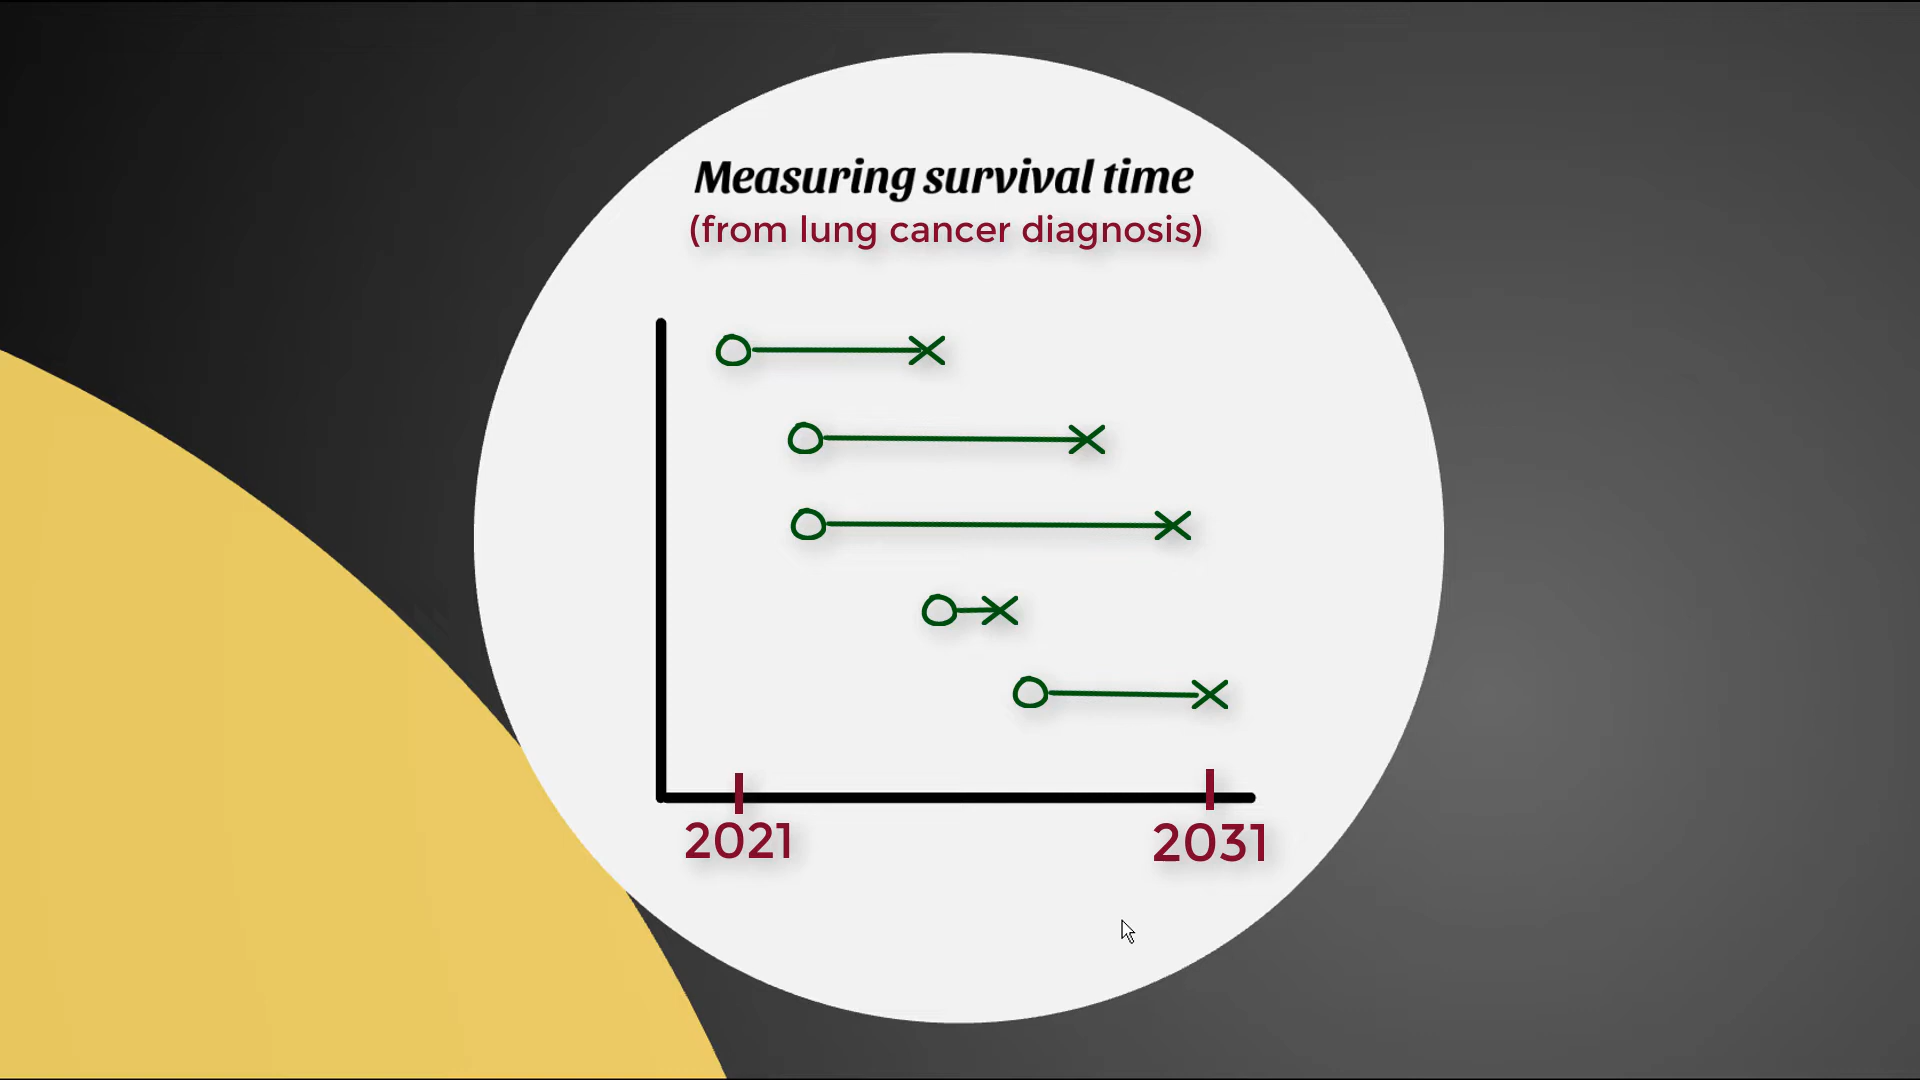 Measuring survival time
(from lung cancer diagnosis)
2021
2031